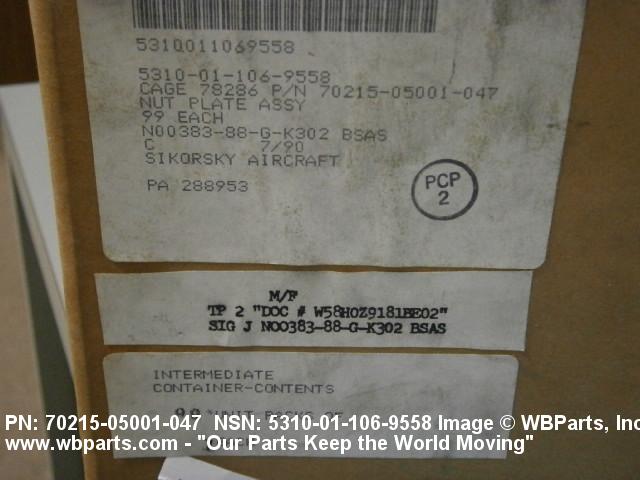 5310011069558
5310-01-106-9558
CAGE 78286 P/N 70215-05001-047
NUT PLATE ASSY
99 EACH
N00383-88-G-K302 BSAS
C 7/90
SIKORSKY AIRCRAFT
PA 288953
PCP
2
M/F
TP 2 "DOC # W58H0Z9181BE02"
SIG J N00383-88-G-K302 BSAS
INTERMEDIATE
CONTAINER-CONTENTS
UNIT PACKS OF
PN: 70215-05001-047 NSN: 5310-01-106-9558 Image © WBParts, Inc
www.wbparts.com - "Our Parts Keep the World Moving"